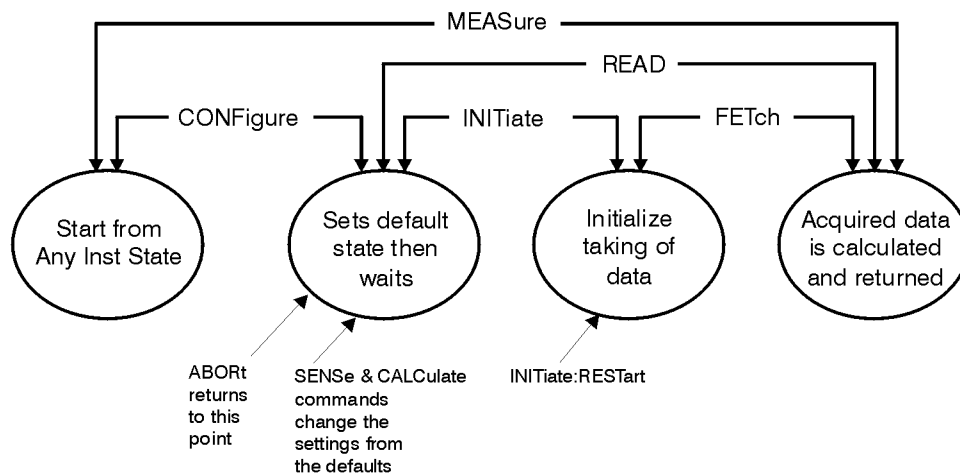 MEASure
READ
CONFigure
INITiate
FETch
Start from
Any Inst State
Sets default
state then
waits
Initialize
taking of
data
Acquired data
is calculated
and returned
ABORt
returns
to this
point
SENSe & CALCulate
commands
change the
settings from
the defaults
INITiate:RESTart